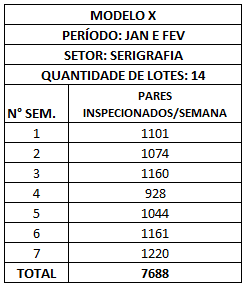 MODELO X
PERÍODO: JAN E FEV
SETOR: SERIGRAFIA
QUANTIDADE DE LOTES: 14
N° SEM. PARES INSPECIONADOS/SEMANA
1 1101
2 1074
3 1160
4 928
5 1044
6 1161
7 1220
TOTAL 7688